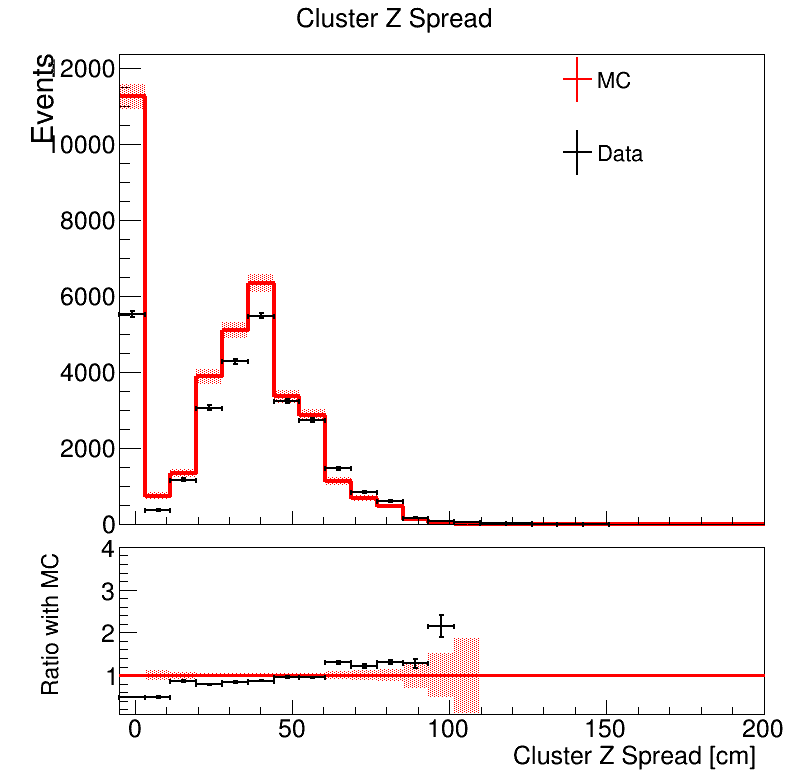 Cluster Z Spread
Events
12000
10000
8000
6000
4000
2000
0
MC
Data
Ratio with MC
4
3
2
1
0
50
100
150
200
Cluster Z Spread [cm]